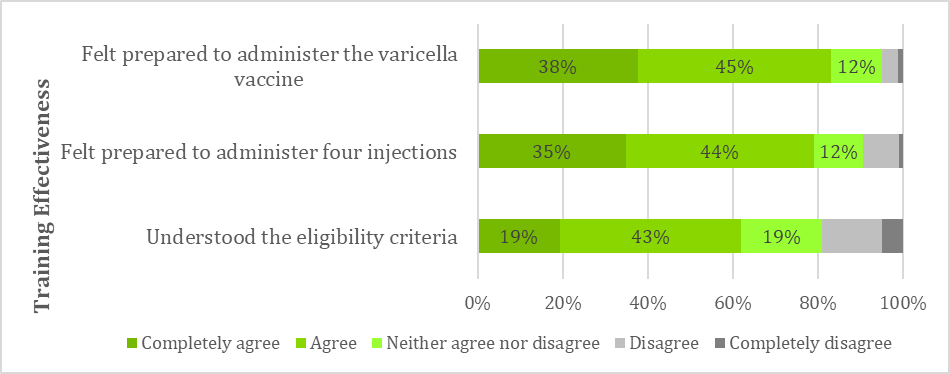 Training Effectiveness
Felt prepared to administer the varicella
vaccine
38% 45% 12%
Felt prepared to administer four injections
35% 44% 12%
Understood the eligibility criteria
19% 43% 19%
0% 20% 40% 60% 80% 100%
Completely agree Agree Neither agree nor disagree Disagree Completely disagree